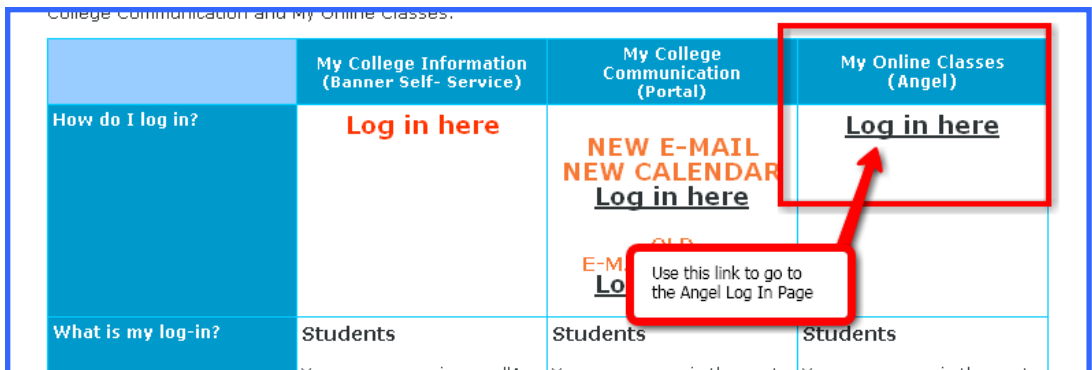 College Communication and My Online Classes.
My College Information
(Banner Self- Service)
My College
Communication
(Portal)
My Online Classes
(Angel)
How do I log in?
Log in here
NEW E-MAIL
NEW CALENDAR
Log in here
OLD
E-M
Lo
Log in here
Use this link to go to
the Angel Log In Page
What is my log-in?
Students
Students
Students